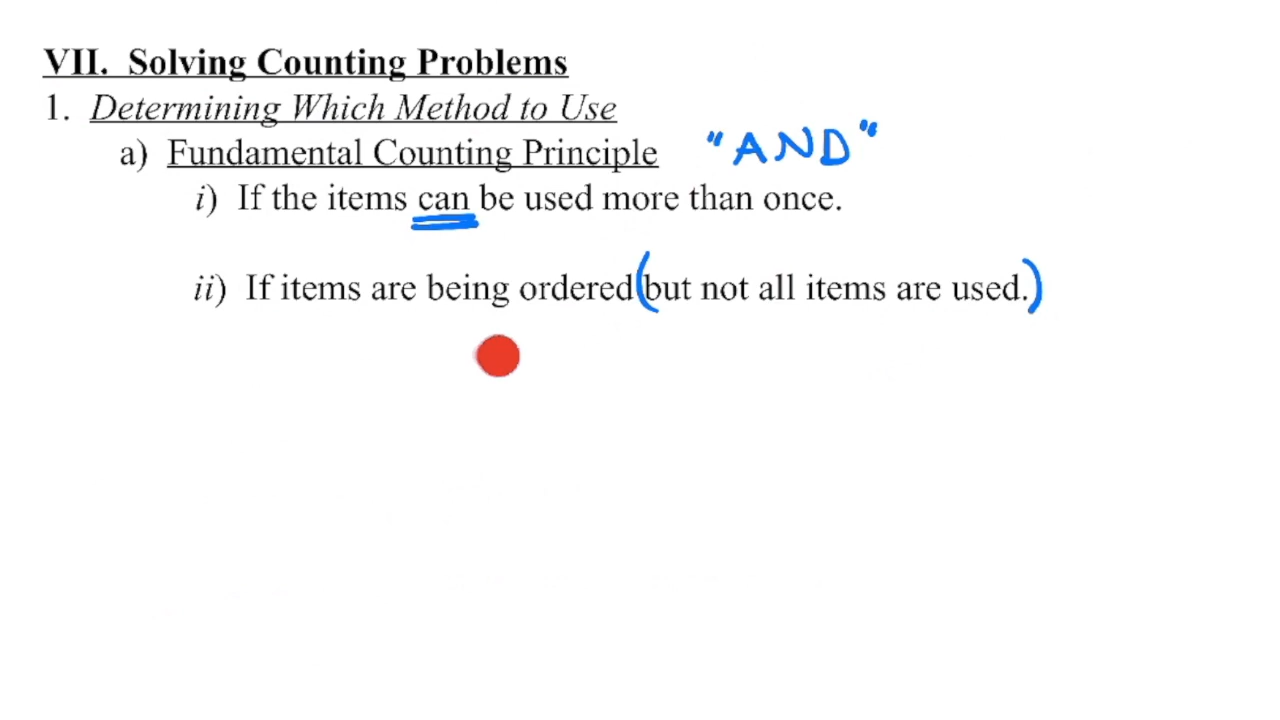 VII. Solving Counting Problems
1. Determining Which Method to Use
a) Fundamental Counting Principle "AND"
i) If the items can be used more than once.
ii) If items are being ordered (but not all items are used.)